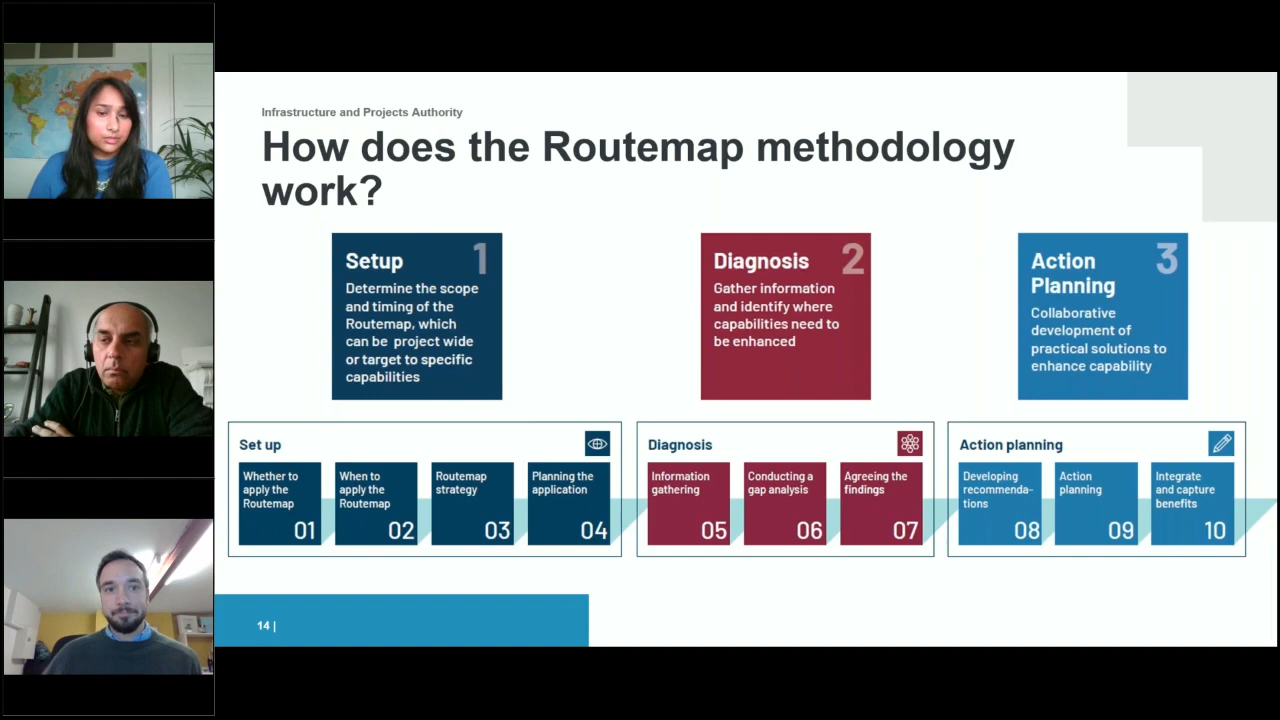 Infrastructure and Projects Authority
How does the Routemap methodology
work?
Setup
1
Determine the scope
and timing of the
Routemap, which
can be project wide
or target to specific
capabilities
Diagnosis
2
Gather information
and identify where
capabilities need to
be enhanced
Action
Planning
3
Collaborative
development of
practical solutions to
enhance capability
Set up
Whether to
apply the
Routemap
01
When to
apply the
Routemap
02
Routemap
strategy
03
Planning the
application
04
Diagnosis
Information
gathering
05
Conducting a
gap analysis
06
Agreeing the
findings
07
Action planning
Developing
recommenda-
tions
08
Action
planning
09
Integrate
and capture
benefits
10
14 |